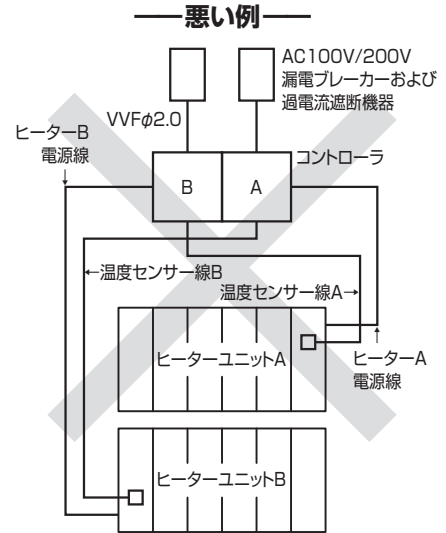 悪い例
AC100V/200V
漏電ブレーカーおよび
過電流遮断機器
VVFφ2.0
ヒーターB
電源線
コントローラ
B
A
←温度センサー線B
温度センサー線A→
ヒーターユニットA
ヒーターA
電源線
ヒーターユニットB